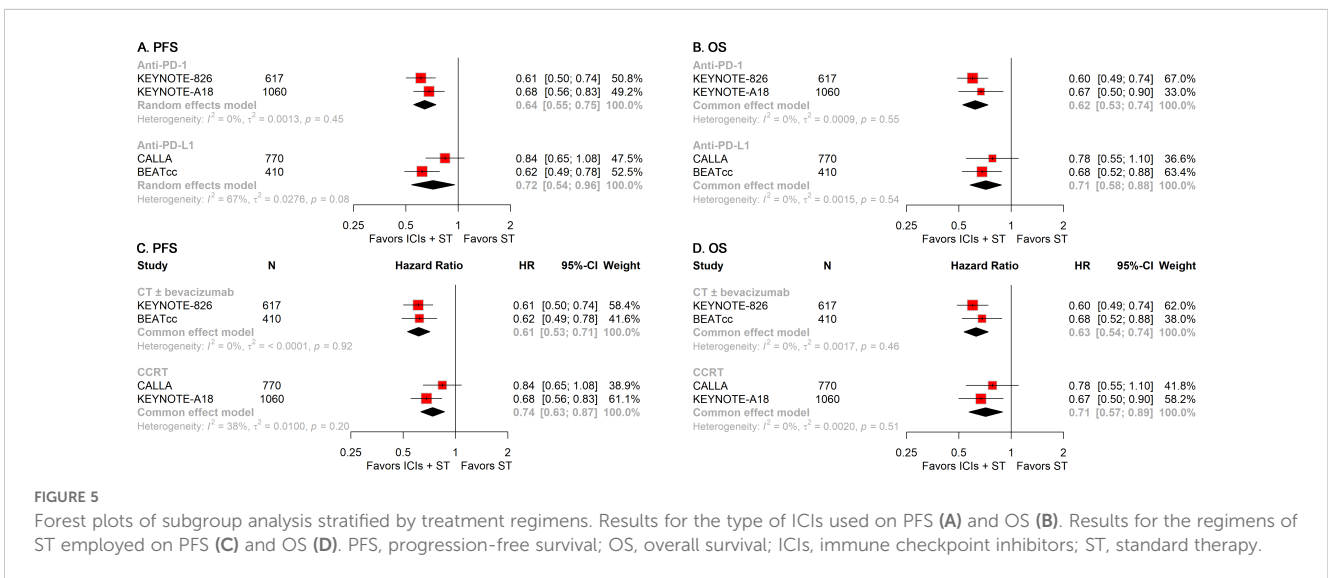 A. PFS
Anti-PD-1
KEYNOTE-826 617 0.61 [0.50; 0.74] 50.8%
KEYNOTE-A18 1060 0.68 [0.56; 0.83] 49.2%
Random effects model 0.64 [0.55; 0.75] 100.0%
Heterogeneity: I² = 0%, τ² = 0.0013, p = 0.45
Anti-PD-L1
CALLA 770 0.84 [0.65; 1.08] 47.5%
BEATcc 410 0.62 [0.49; 0.78] 52.5%
Random effects model 0.72 [0.54; 0.96] 100.0%
Heterogeneity: I² = 67%, τ² = 0.0276, p = 0.08
0.25 0.5 1 2
Favors ICIs + ST Favors ST
B. OS
Anti-PD-1
KEYNOTE-826 617 0.60 [0.49; 0.74] 67.0%
KEYNOTE-A18 1060 0.67 [0.50; 0.90] 33.0%
Common effect model 0.62 [0.53; 0.74] 100.0%
Heterogeneity: I² = 0%, τ² = 0.0009, p = 0.55
Anti-PD-L1
CALLA 770 0.78 [0.55; 1.10] 36.6%
BEATcc 410 0.68 [0.52; 0.88] 63.4%
Common effect model 0.71 [0.58; 0.88] 100.0%
Heterogeneity: I² = 0%, τ² = 0.0015, p = 0.54
0.25 0.5 1 2
Favors ICIs + ST Favors ST
C. PFS
Study N Hazard Ratio HR 95%-CI Weight
CT ± bevacizumab
KEYNOTE-826 617 0.61 [0.50; 0.74] 58.4%
BEATcc 410 0.62 [0.49; 0.78] 41.6%
Common effect model 0.61 [0.53; 0.71] 100.0%
Heterogeneity: I² = 0%, τ² = < 0.0001, p = 0.92
CCRT
CALLA 770 0.84 [0.65; 1.08] 38.9%
KEYNOTE-A18 1060 0.68 [0.56; 0.83] 61.1%
Common effect model 0.74 [0.63; 0.87] 100.0%
Heterogeneity: I² = 38%, τ² = 0.0100, p = 0.20
0.25 0.5 1 2
Favors ICIs + ST Favors ST
D. OS
Study N Hazard Ratio HR 95%-CI Weight
CT ± bevacizumab
KEYNOTE-826 617 0.60 [0.49; 0.74] 62.0%
BEATcc 410 0.68 [0.52; 0.88] 38.0%
Common effect model 0.63 [0.54; 0.74] 100.0%
Heterogeneity: I² = 0%, τ² = 0.0017, p = 0.46
CCRT
CALLA 770 0.78 [0.55; 1.10] 41.8%
KEYNOTE-A18 1060 0.67 [0.50; 0.90] 58.2%
Common effect model 0.71 [0.57; 0.89] 100.0%
Heterogeneity: I² = 0%, τ² = 0.0020, p = 0.51
0.25 0.5 1 2
Favors ICIs + ST Favors ST
FIGURE 5
Forest plots of subgroup analysis stratified by treatment regimens. Results for the type of ICIs used on PFS (A) and OS (B). Results for the regimens of
ST employed on PFS (C) and OS (D). PFS, progression-free survival; OS, overall survival; ICIs, immune checkpoint inhibitors; ST, standard therapy.